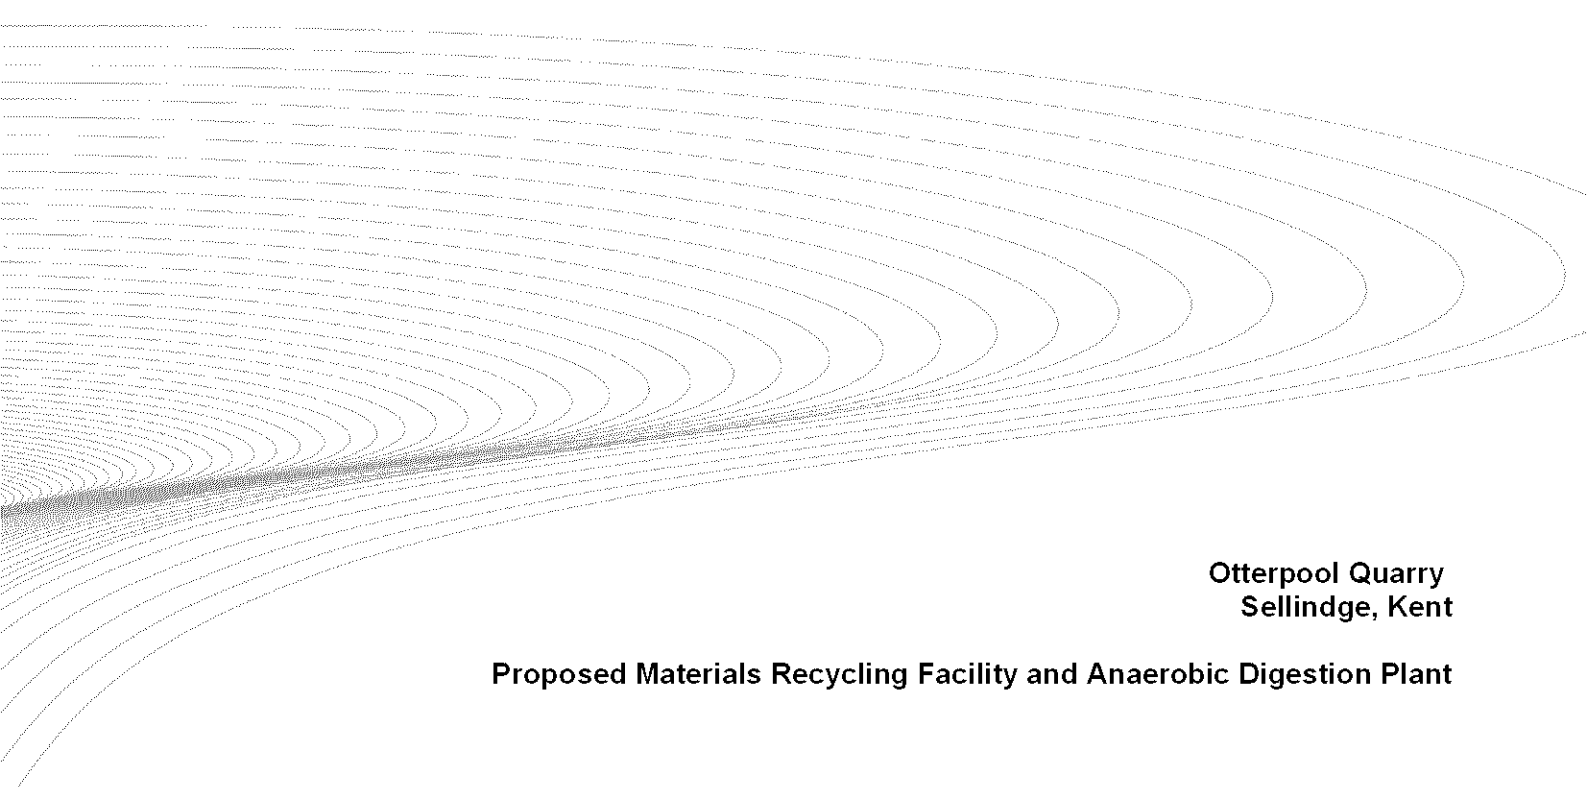 Otterpool Quarry
Sellindge, Kent
Proposed Materials Recycling Facility and Anaerobic Digestion Plant